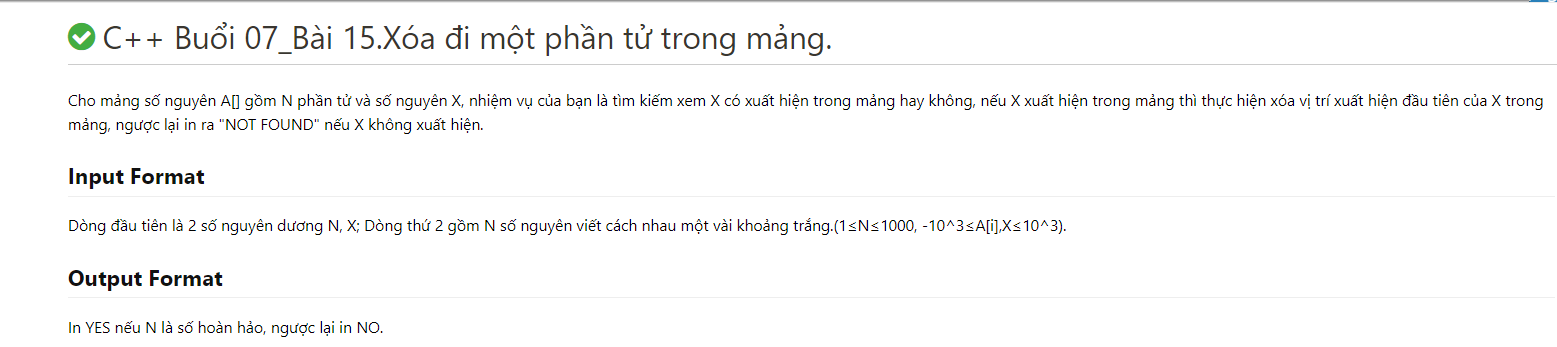 C++ Buổi 07_Bài 15.Xóa đi một phần tử trong mảng.
Cho mảng số nguyên A[] gồm N phần tử và số nguyên X, nhiệm vụ của bạn là tìm kiếm xem X có xuất hiện trong mảng hay không, nếu X xuất hiện trong mảng thì thực hiện xóa vị trí xuất hiện đầu tiên của X trong
mảng, ngược lại in ra "NOT FOUND" nếu X không xuất hiện.
Input Format
Dòng đầu tiên là 2 số nguyên dương N, X; Dòng thứ 2 gồm N số nguyên viết cách nhau một vài khoảng trắng.(1≤N≤1000, -10^3≤A[i],X≤10^3).
Output Format
In YES nếu N là số hoàn hảo, ngược lại in NO.